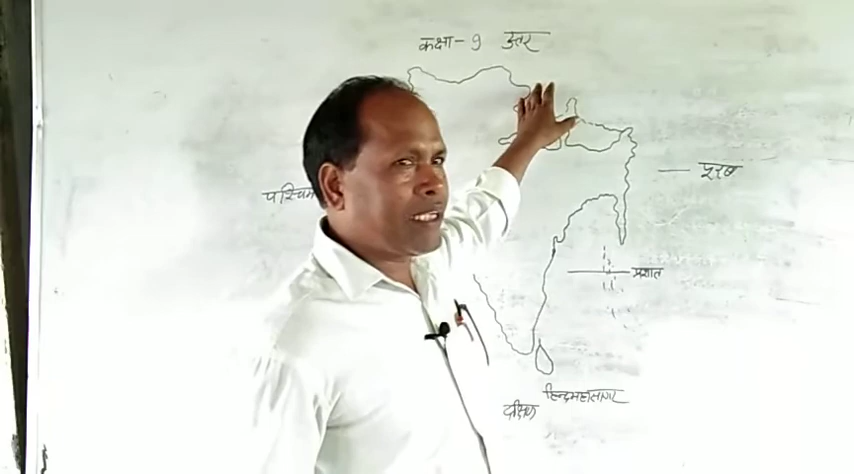 कक्षा - 9 उत्तर
पूरब
पश्चिम
प्रशांत
हिन्दमहासागर
दक्षिण